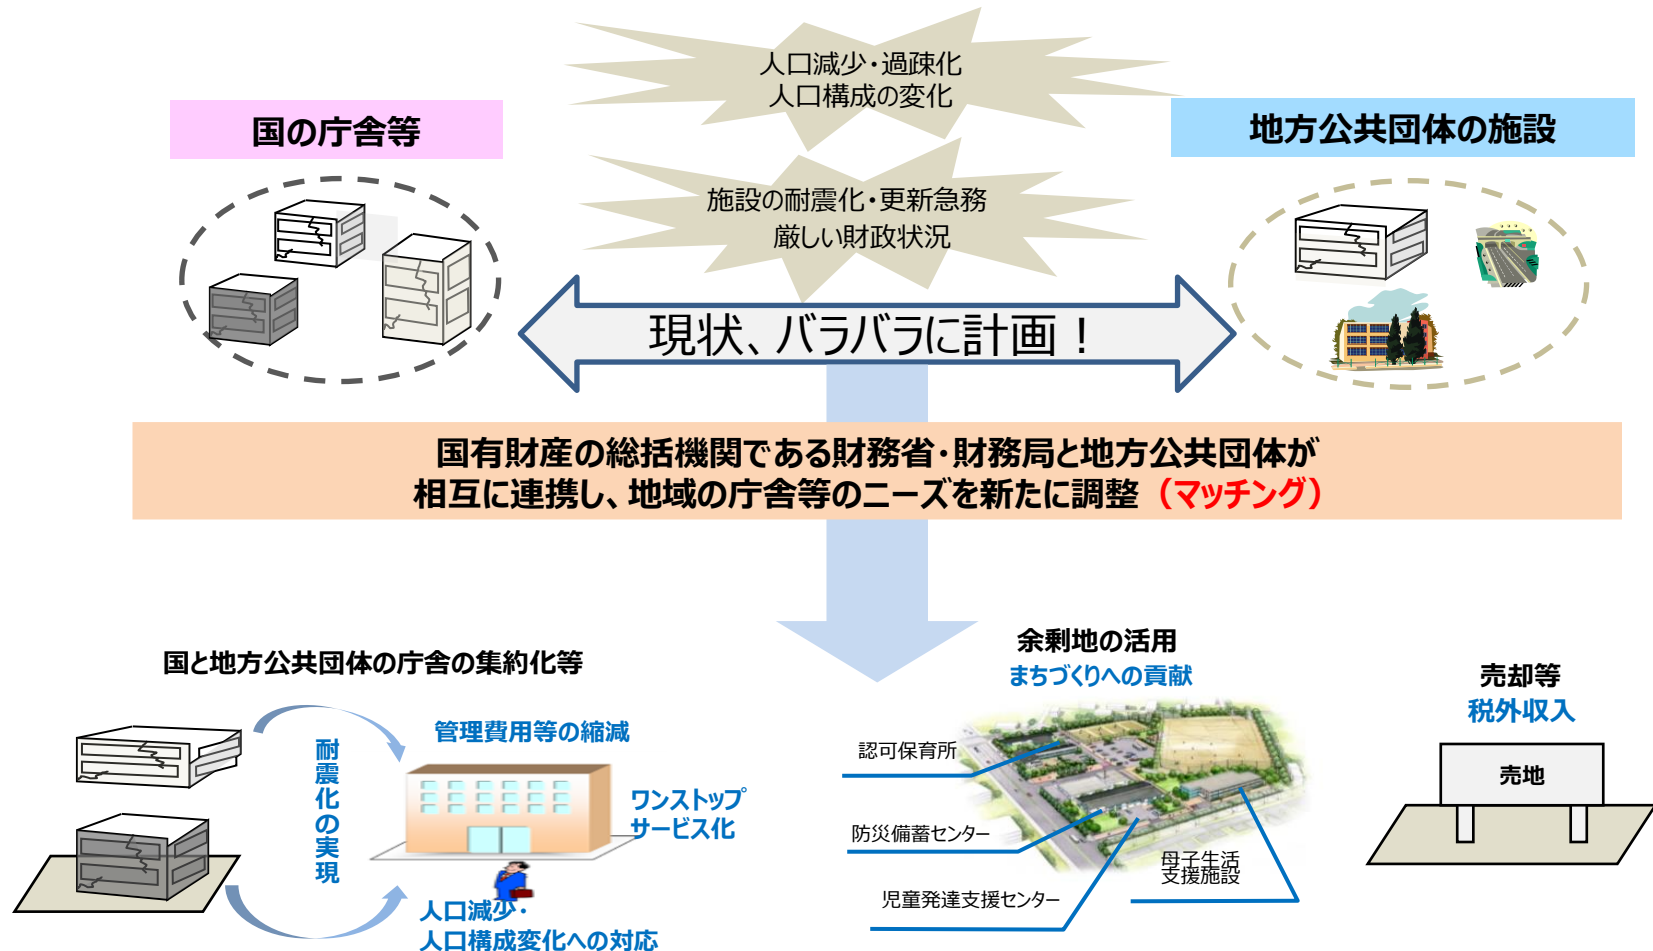 人口減少・過疎化
人口構成の変化
国の庁舎等
地方公共団体の施設
施設の耐震化・更新急務
厳しい財政状況
現状、バラバラに計画！
国有財産の総括機関である財務省・財務局と地方公共団体が
相互に連携し、地域の庁舎等のニーズを新たに調整（マッチング）
国と地方公共団体の庁舎の集約化等
耐震化の実現
管理費用等の縮減
ワンストップ
サービス化
人口減少・
人口構成変化への対応
余剰地の活用
まちづくりへの貢献
認可保育所
防災備蓄センター
児童発達支援センター
母子生活
支援施設
売却等
税外収入
売地